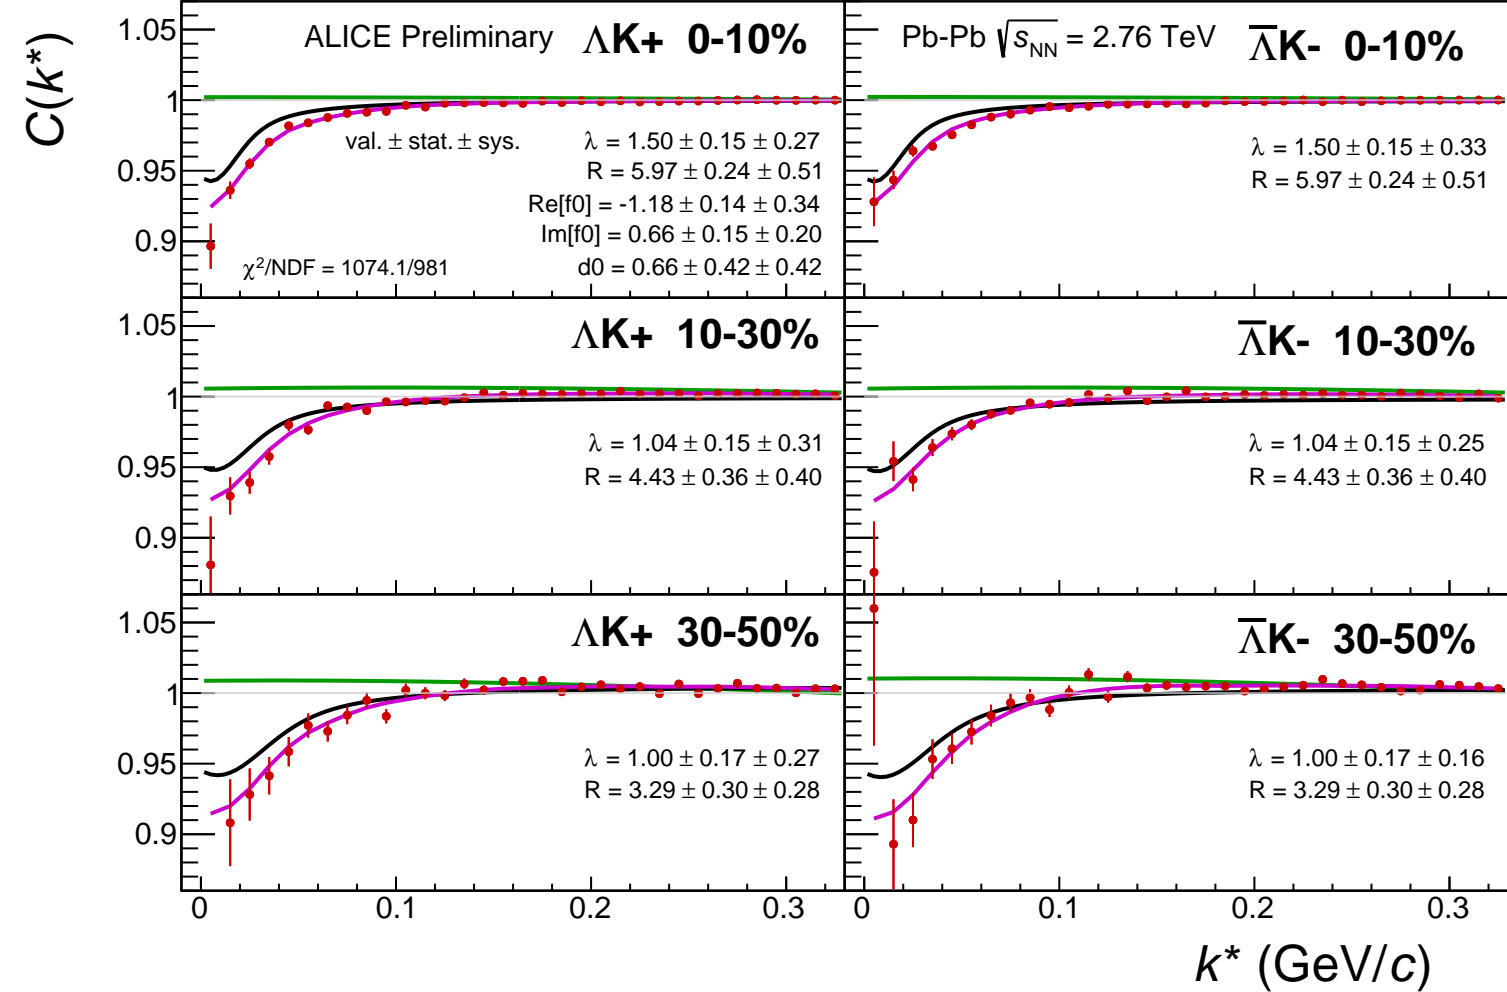 C(k*)
1.05
1
0.95
0.9
ALICE Preliminary ΛK+ 0-10%
val. ± stat. ± sys.
λ = 1.50 ± 0.15 ± 0.27
R = 5.97 ± 0.24 ± 0.51
Re[f0] = -1.18 ± 0.14 ± 0.34
Im[f0] = 0.66 ± 0.15 ± 0.20
χ²/NDF = 1074.1/981
d0 = 0.66 ± 0.42 ± 0.42
Pb-Pb √s_NN = 2.76 TeV Λ̅K- 0-10%
λ = 1.50 ± 0.15 ± 0.33
R = 5.97 ± 0.24 ± 0.51
1.05
1
0.95
0.9
ΛK+ 10-30%
λ = 1.04 ± 0.15 ± 0.31
R = 4.43 ± 0.36 ± 0.40
Λ̅K- 10-30%
λ = 1.04 ± 0.15 ± 0.25
R = 4.43 ± 0.36 ± 0.40
1.05
1
0.95
0.9
ΛK+ 30-50%
λ = 1.00 ± 0.17 ± 0.27
R = 3.29 ± 0.30 ± 0.28
Λ̅K- 30-50%
λ = 1.00 ± 0.17 ± 0.16
R = 3.29 ± 0.30 ± 0.28
0 0.1 0.2 0.3
0 0.1 0.2 0.3
k* (GeV/c)